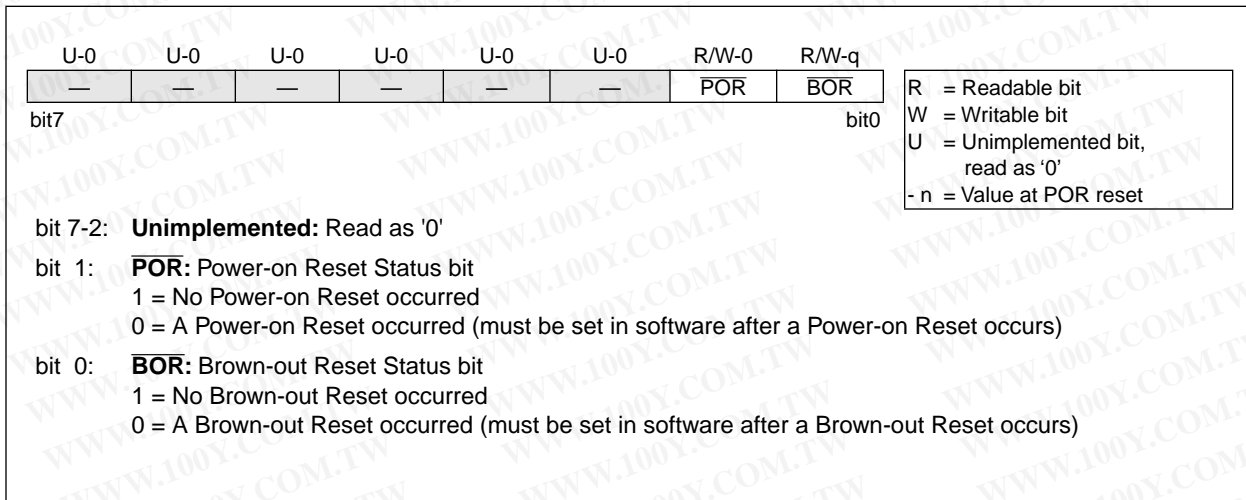 U-0 U-0 U-0 U-0 U-0 U-0 R/W-0 R/W-q
— — — — — — POR BOR
bit7 bit0
R = Readable bit
W = Writable bit
U = Unimplemented bit,
read as ‘0’
- n = Value at POR reset
bit 7-2: Unimplemented: Read as '0'
bit 1: POR: Power-on Reset Status bit
1 = No Power-on Reset occurred
0 = A Power-on Reset occurred (must be set in software after a Power-on Reset occurs)
bit 0: BOR: Brown-out Reset Status bit
1 = No Brown-out Reset occurred
0 = A Brown-out Reset occurred (must be set in software after a Brown-out Reset occurs)
WWW.100Y.COM.TW